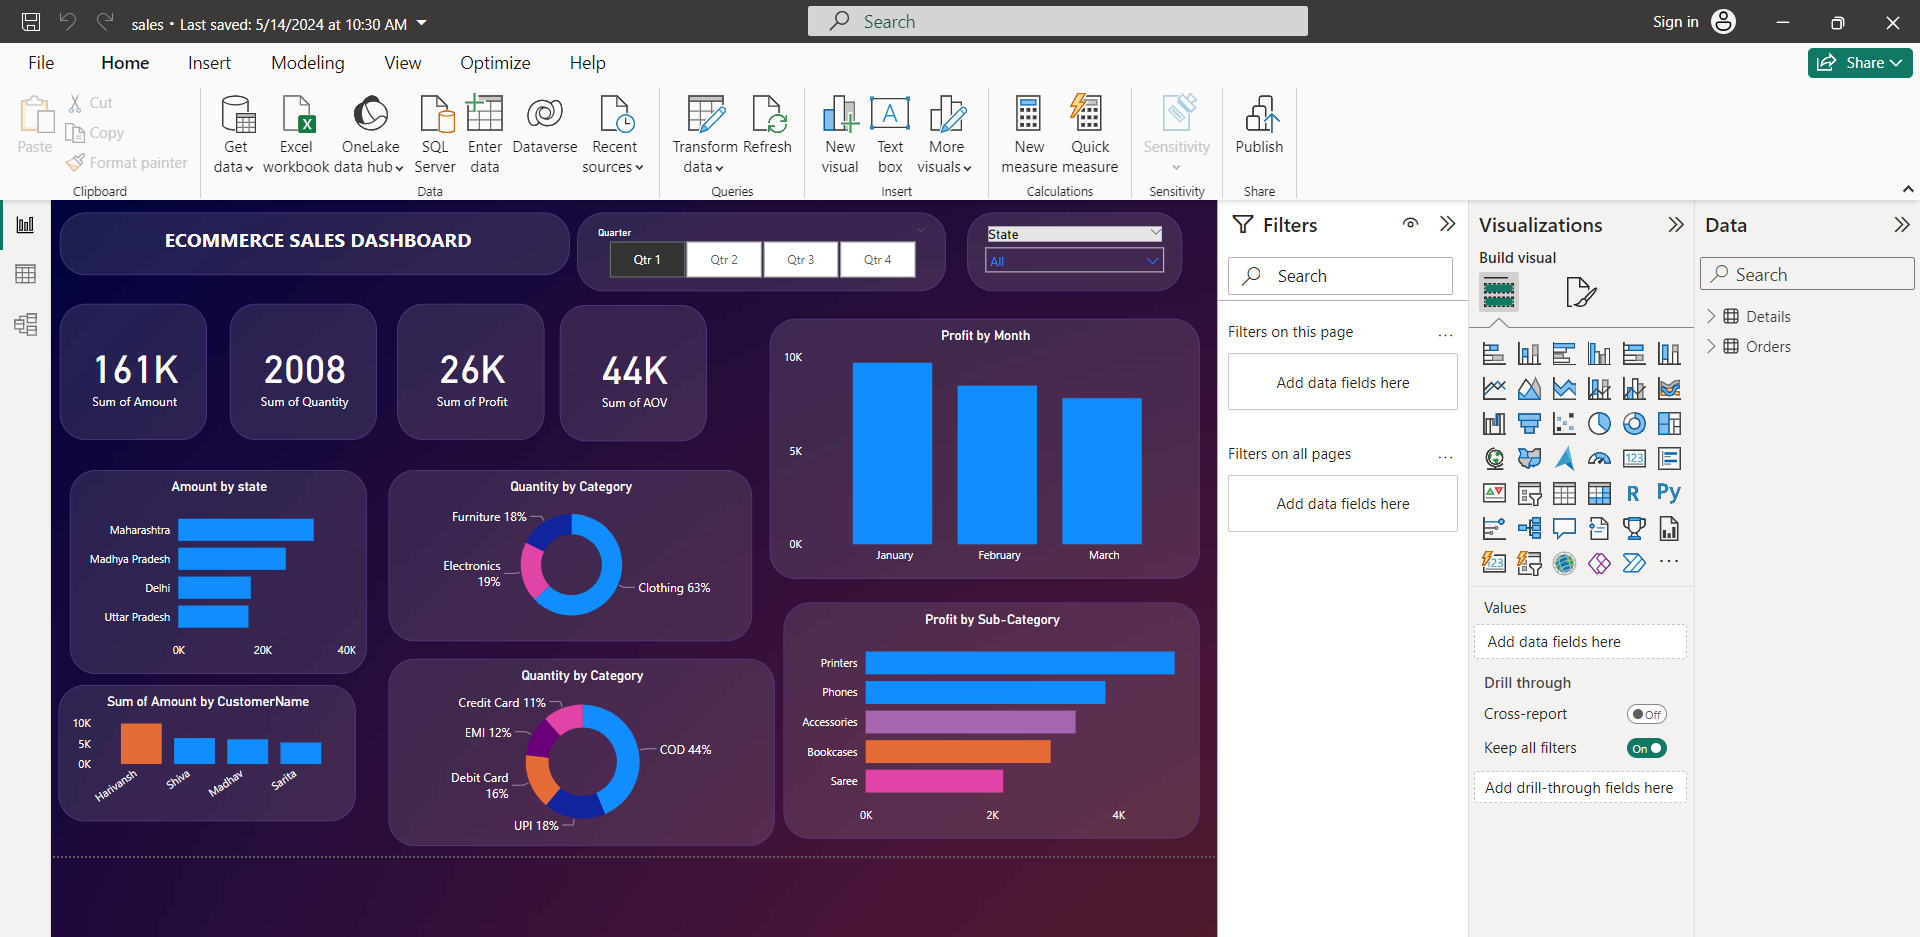 sales • Last saved: 5/14/2024 at 10:30 AM
Search
Sign in
File
Home
Insert
Modeling
View
Optimize
Help
Share
Paste
Cut
Copy
Format painter
Clipboard
Get data
Excel workbook
OneLake data hub
SQL Server
Enter data
Dataverse
Recent sources
Data
Transform data
Refresh
Queries
New visual
Text box
More visuals
Insert
New measure
Quick measure
Calculations
Sensitivity
Sensitivity
Publish
Share
ECOMMERCE SALES DASHBOARD
Quarter
Qtr 1
Qtr 2
Qtr 3
Qtr 4
State
All
161K
Sum of Amount
2008
Sum of Quantity
26K
Sum of Profit
44K
Sum of AOV
Profit by Month
10K
5K
0K
January
February
March
Amount by state
Maharashtra
Madhya Pradesh
Delhi
Uttar Pradesh
0K
20K
40K
Quantity by Category
Furniture 18%
Electronics
19%
Clothing 63%
Sum of Amount by CustomerName
10K
5K
0K
Harivansh
Shiva
Madhav
Sarita
Quantity by Category
Credit Card 11%
EMI 12%
COD 44%
Debit Card
16%
UPI 18%
Profit by Sub-Category
Printers
Phones
Accessories
Bookcases
Saree
0K
2K
4K
Filters
Search
Filters on this page
...
Add data fields here
Filters on all pages
...
Add data fields here
Visualizations
Build visual
123
R
Py
123
...
Values
Add data fields here
Drill through
Cross-report
Off
Keep all filters
On
Add drill-through fields here
Data
Search
Details
Orders